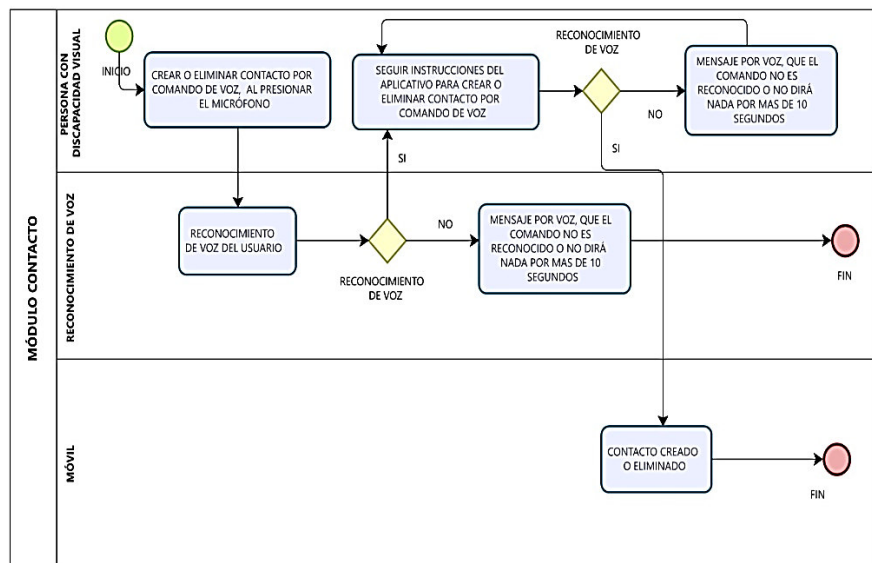 MÓDULO CONTACTO
PERSONA CON
DISCAPACIDAD VISUAL
INICIO
CREAR O ELIMINAR CONTACTO POR
COMANDO DE VOZ, AL PRESIONAR
EL MICRÓFONO
SEGUIR INSTRUCCIONES DEL
APLICATIVO PARA CREAR O
ELIMINAR CONTACTO POR
COMANDO DE VOZ
RECONOCIMIENTO
DE VOZ
NO
SI
MENSAJE POR VOZ, QUE EL
COMANDO NO ES
RECONOCIDO O NO DIRÁ
NADA POR MAS DE 10
SEGUNDOS
SI
RECONOCIMIENTO DE VOZ
RECONOCIMIENTO
DE VOZ DEL USUARIO
RECONOCIMIENTO
DE VOZ
NO
MENSAJE POR VOZ, QUE EL
COMANDO NO ES
RECONOCIDO O NO DIRÁ
NADA POR MAS DE 10
SEGUNDOS
FIN
MÓVIL
CONTACTO CREADO
O ELIMINADO
FIN